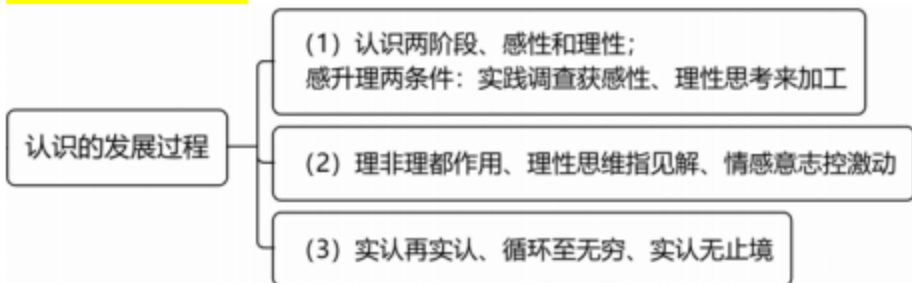 认识的发展过程
（1）认识两阶段、感性和理性；
感升理两条件：实践调查获感性、理性思考来加工
（2）理非理都作用、理性思维指见解、情感意志控激动
（3）实认再实认、循环至无穷、实认无止境